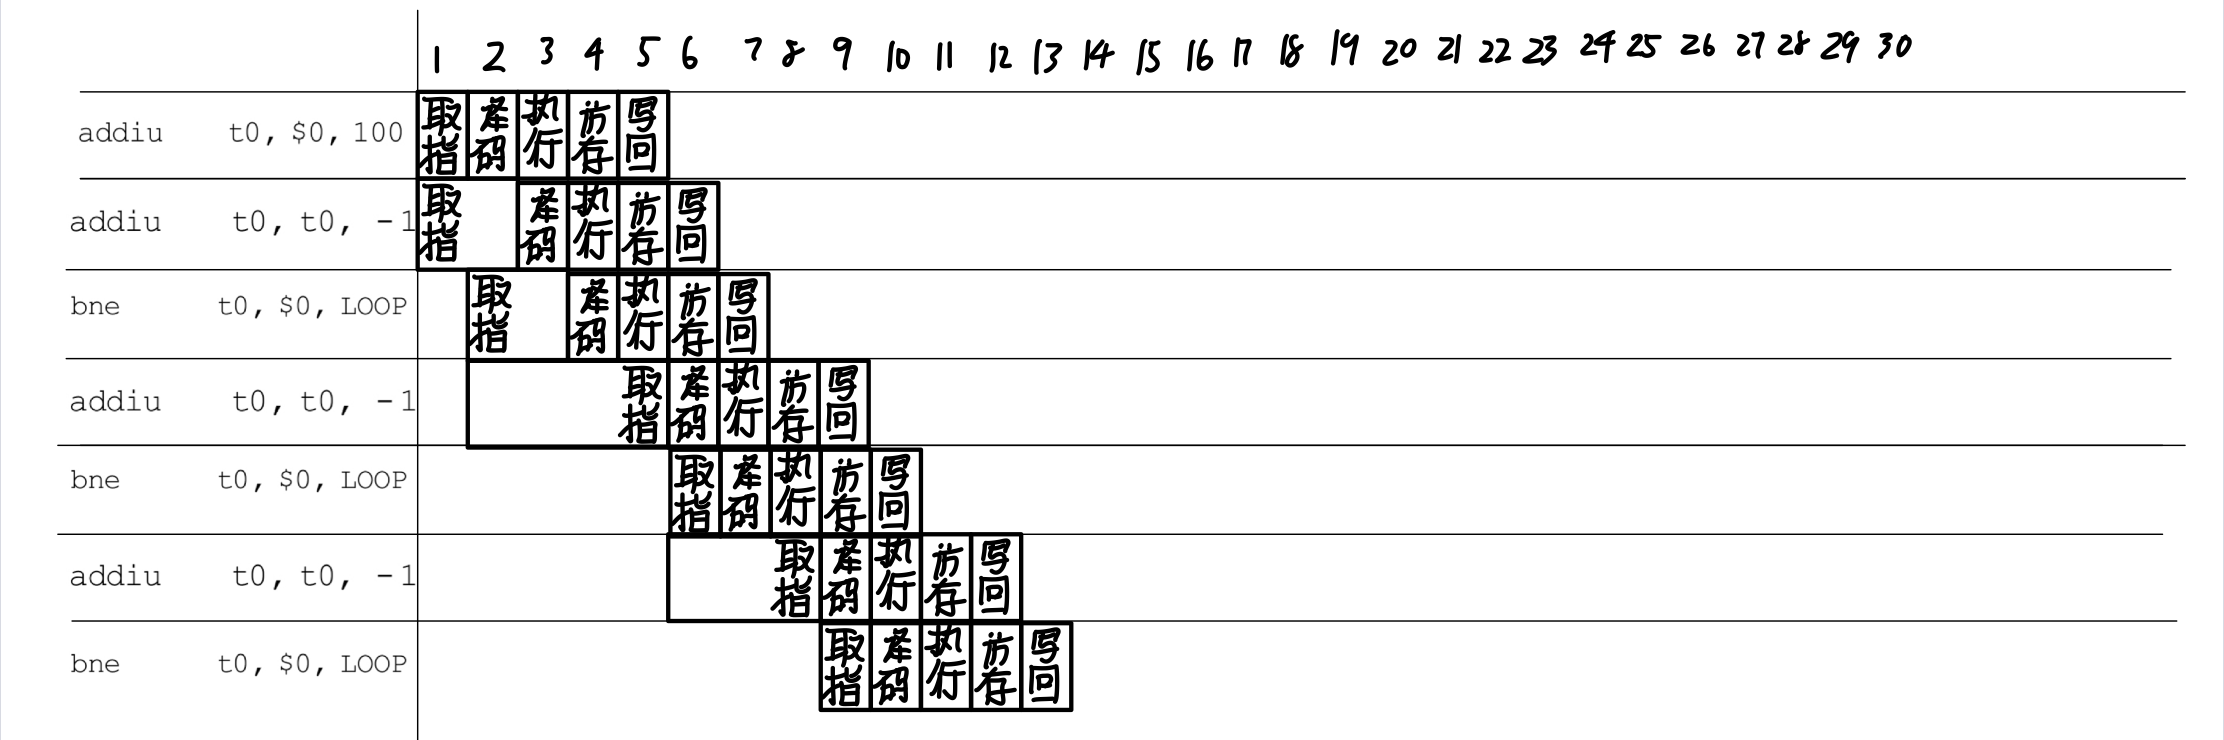 1 2 3 4 5 6 7 8 9 10 11 12 13 14 15 16 17 18 19 20 21 22 23 24 25 26 27 28 29 30
addiu t0, $0, 100 取指 译码 执行 访存 写回
addiu t0, t0, -1 取指 译码 执行 访存 写回
bne t0, $0, LOOP 取指 译码 执行 访存 写回
addiu t0, t0, -1 取指 译码 执行 访存 写回
bne t0, $0, LOOP 取指 译码 执行 访存 写回
addiu t0, t0, -1 取指 译码 执行 访存 写回
bne t0, $0, LOOP 取指 译码 执行 访存 写回